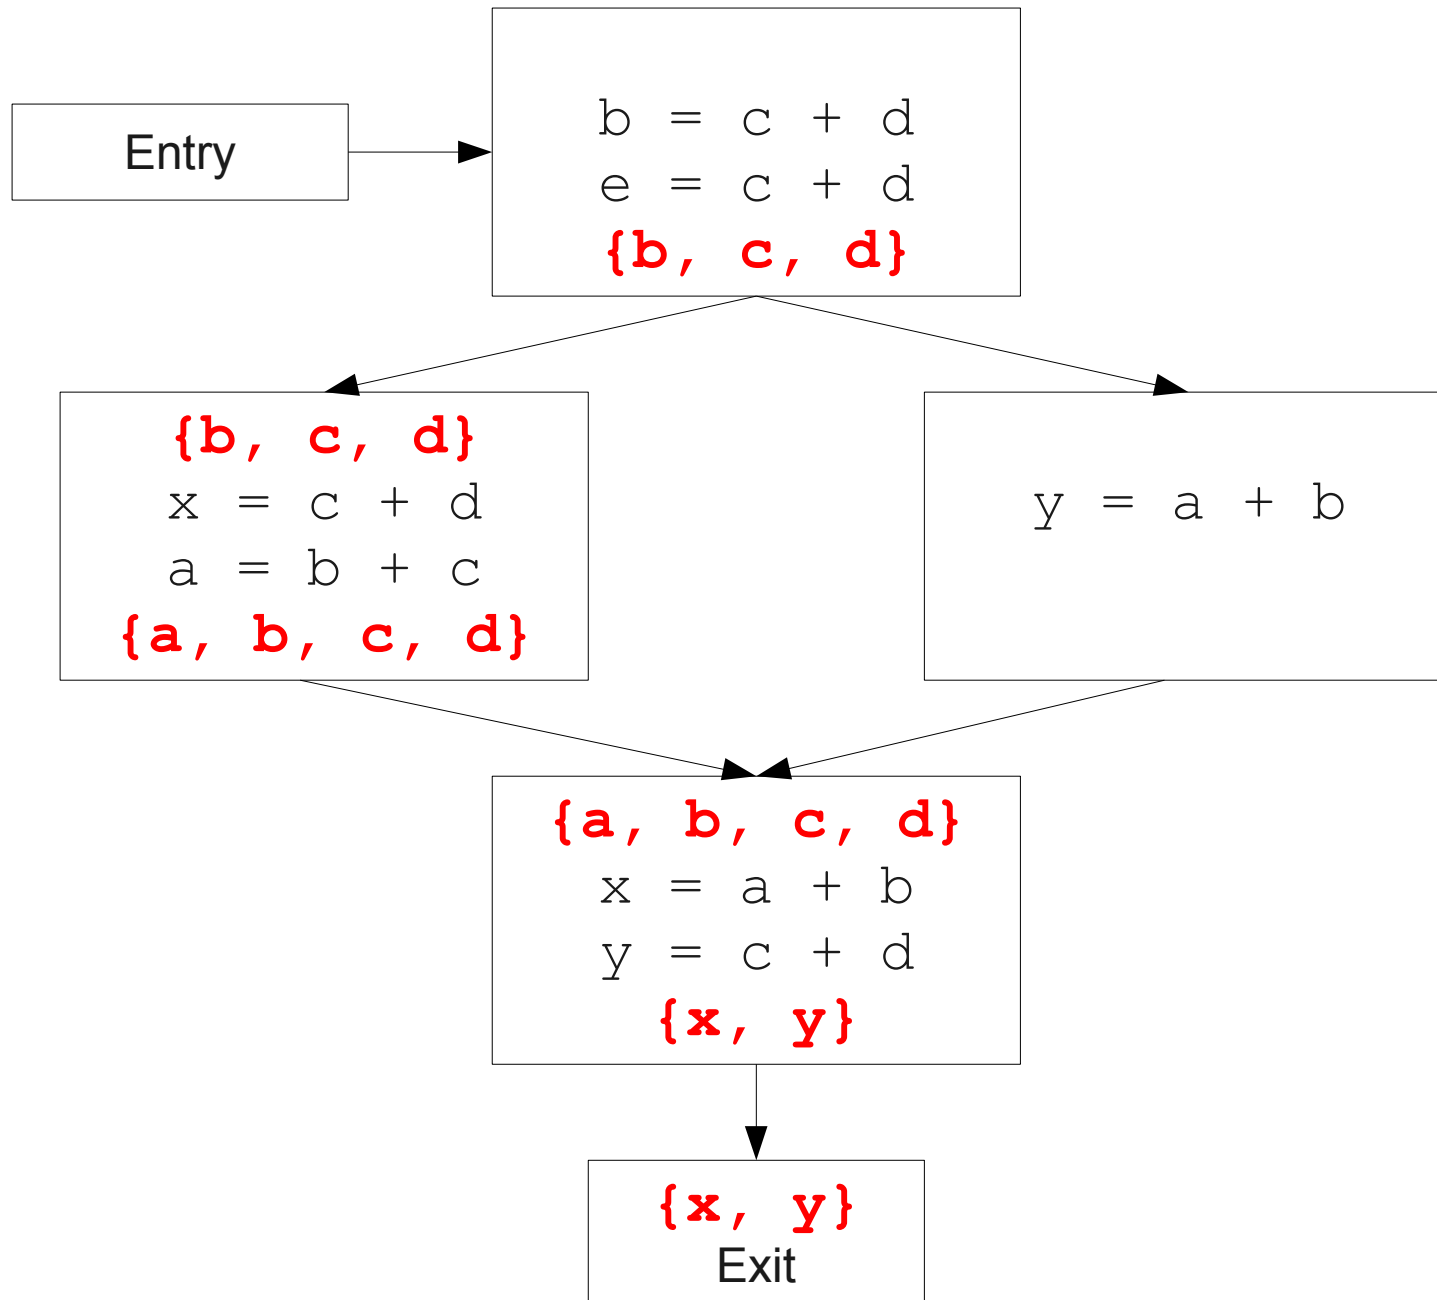 Entry
b = c + d
e = c + d
{b, c, d}
{b, c, d}
x = c + d
a = b + c
{a, b, c, d}
y = a + b
{a, b, c, d}
x = a + b
y = c + d
{x, y}
{x, y}
Exit